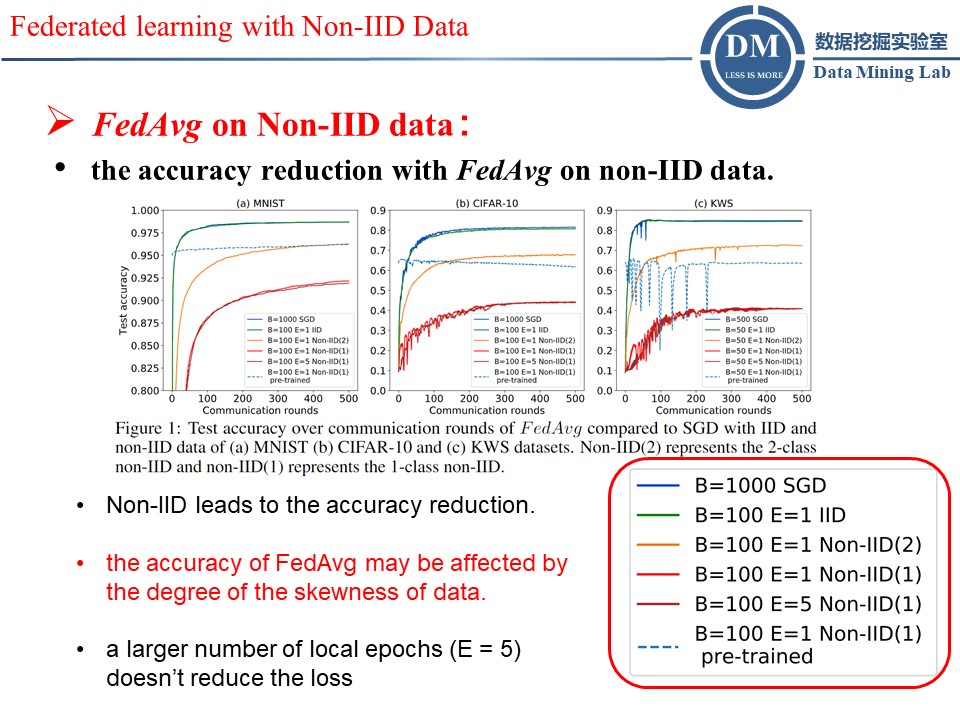 Federated learning with Non-IID Data
DM
LESS IS MORE
数据挖掘实验室
Data Mining Lab
➢ FedAvg on Non-IID data：
• the accuracy reduction with FedAvg on non-IID data.
(a) MNIST
1.000
0.975
0.950
0.925
0.900
0.875
0.850
0.825
0.800
Test accuracy
0 100 200 300 400 500
Communication rounds
B=1000 SGD
B=100 E=1 IID
B=100 E=1 Non-IID(2)
B=100 E=1 Non-IID(1)
B=100 E=5 Non-IID(1)
B=100 E=1 Non-IID(1)
pre-trained
(b) CIFAR-10
0.9
0.8
0.7
0.6
0.5
0.4
0.3
0.2
0.1
0.0
0 100 200 300 400 500
Communication rounds
B=1000 SGD
B=100 E=1 IID
B=100 E=1 Non-IID(2)
B=100 E=1 Non-IID(1)
B=100 E=5 Non-IID(1)
B=100 E=1 Non-IID(1)
pre-trained
(c) KWS
0.9
0.8
0.7
0.6
0.5
0.4
0.3
0.2
0.1
0.0
0 100 200 300 400 500
Communication rounds
B=500 SGD
B=50 E=1 IID
B=50 E=1 Non-IID(2)
B=50 E=1 Non-IID(1)
B=50 E=5 Non-IID(1)
B=50 E=1 Non-IID(1)
pre-trained
Figure 1: Test accuracy over communication rounds of FedAvg compared to SGD with IID and
non-IID data of (a) MNIST (b) CIFAR-10 and (c) KWS datasets. Non-IID(2) represents the 2-class
non-IID and non-IID(1) represents the 1-class non-IID.
• Non-IID leads to the accuracy reduction.
• the accuracy of FedAvg may be affected by
the degree of the skewness of data.
• a larger number of local epochs (E = 5)
doesn’t reduce the loss
B=1000 SGD
B=100 E=1 IID
B=100 E=1 Non-IID(2)
B=100 E=1 Non-IID(1)
B=100 E=5 Non-IID(1)
B=100 E=1 Non-IID(1)
pre-trained